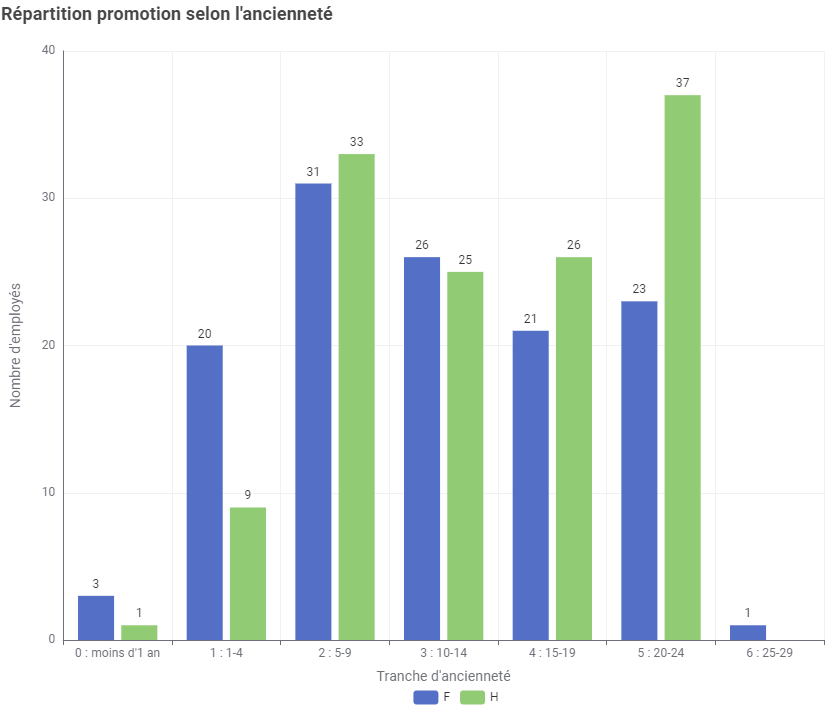 Répartition promotion selon l'ancienneté
40
30
20
10
0
Nombre d'employés
3
1
20
9
31
33
26
25
21
26
23
37
1
0 : moins d'1 an
1 : 1-4
2 : 5-9
3 : 10-14
4 : 15-19
5 : 20-24
6 : 25-29
Tranche d'ancienneté
F
H